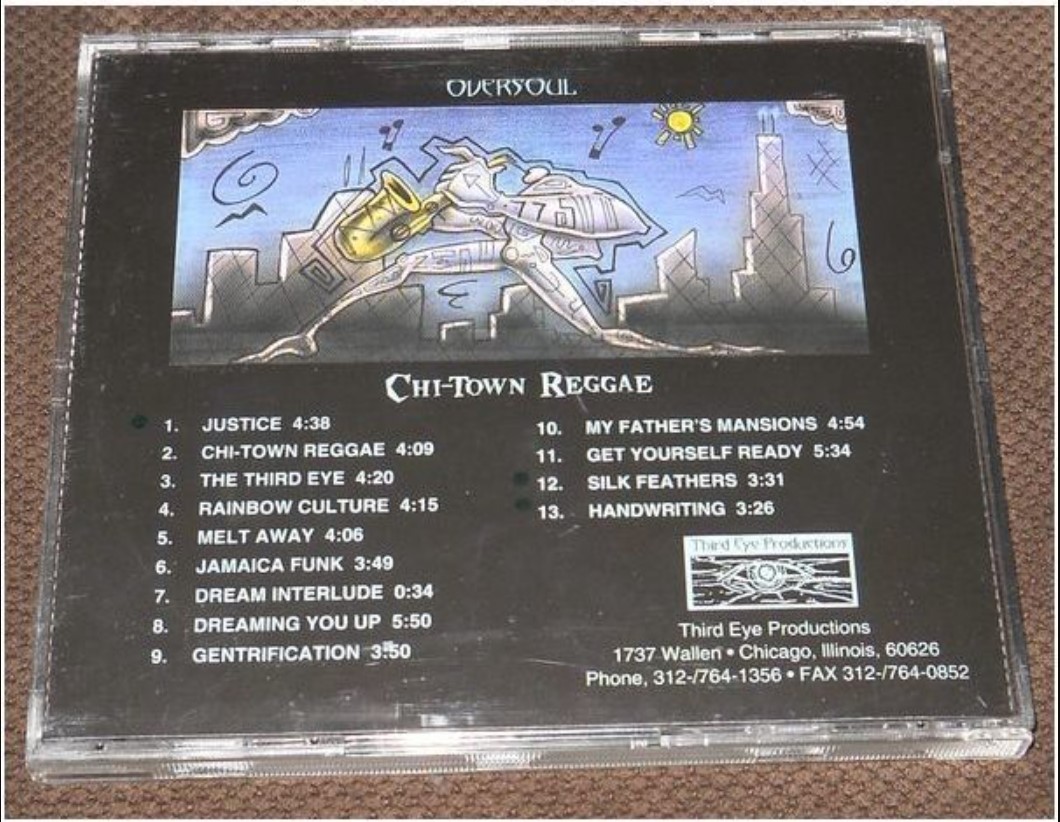 OVERSOUL
CHI-TOWN REGGAE
1. JUSTICE 4:38
2. CHI-TOWN REGGAE 4:09
3. THE THIRD EYE 4:20
4. RAINBOW CULTURE 4:15
5. MELT AWAY 4:06
6. JAMAICA FUNK 3:49
7. DREAM INTERLUDE 0:34
8. DREAMING YOU UP 5:50
9. GENTRIFICATION 3:50
10. MY FATHER'S MANSIONS 4:54
11. GET YOURSELF READY 5:34
12. SILK FEATHERS 3:31
13. HANDWRITING 3:26
Third Eye Productions
Third Eye Productions
1737 Wallen • Chicago, Illinois, 60626
Phone, 312-/764-1356 • FAX 312-/764-0852